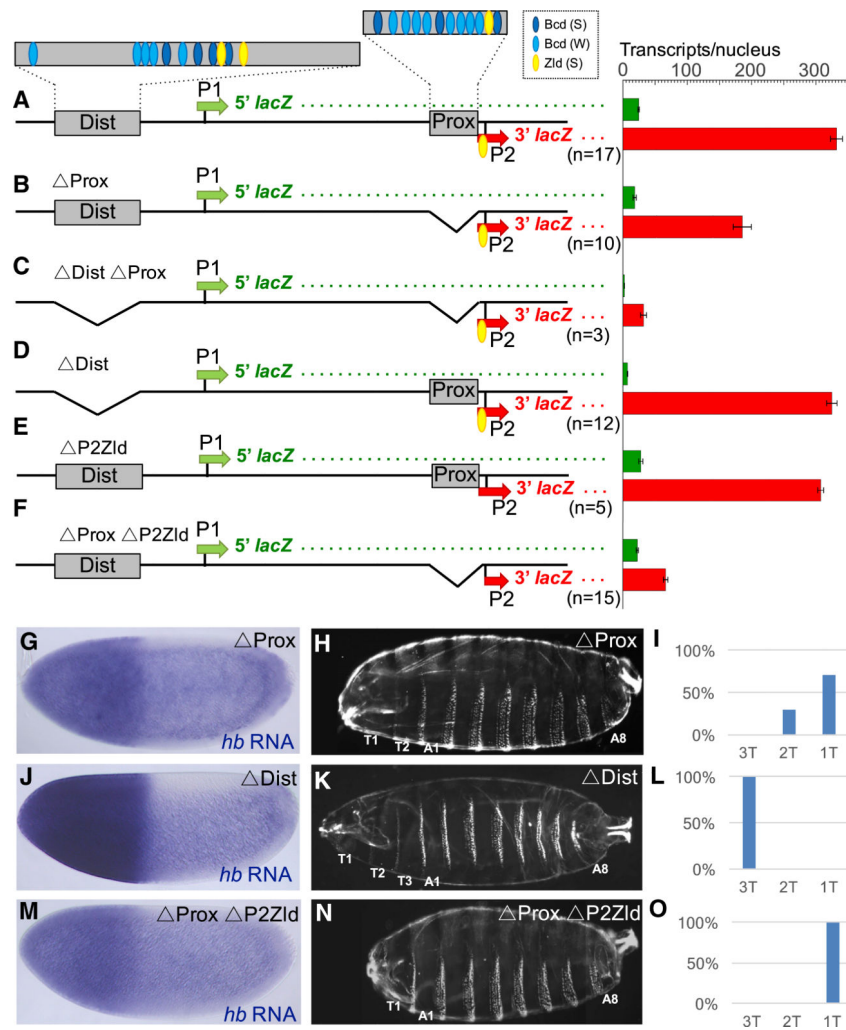 Bcd (S)
Bcd (W)
Zld (S)
Transcripts/nucleus
0 100 200 300
A
Dist
P1
5' lacZ
Prox
P2
3' lacZ ...
(n=17)
B
△Prox
Dist
P1
5' lacZ
P2
3' lacZ ...
(n=10)
C
△Dist △Prox
P1
5' lacZ
P2
3' lacZ ...
(n=3)
D
△Dist
P1
5' lacZ
Prox
P2
3' lacZ ...
(n=12)
E
△P2Zld
Dist
P1
5' lacZ
Prox
P2
3' lacZ ...
(n=5)
F
△Prox △P2Zld
Dist
P1
5' lacZ
P2
3' lacZ ...
(n=15)
G
△Prox
hb RNA
H
△Prox
T1 T2 A1 A8
I
100%
50%
0%
3T 2T 1T
J
△Dist
hb RNA
K
△Dist
T1 T2 T3 A1 A8
L
100%
50%
0%
3T 2T 1T
M
△Prox △P2Zld
hb RNA
N
△Prox △P2Zld
T1 A1 A8
O
100%
50%
0%
3T 2T 1T